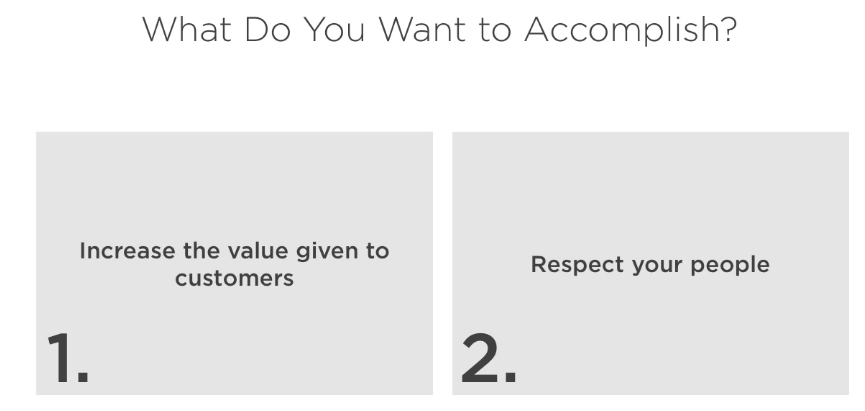 What Do You Want to Accomplish?
Increase the value given to
customers
1.
Respect your people
2.